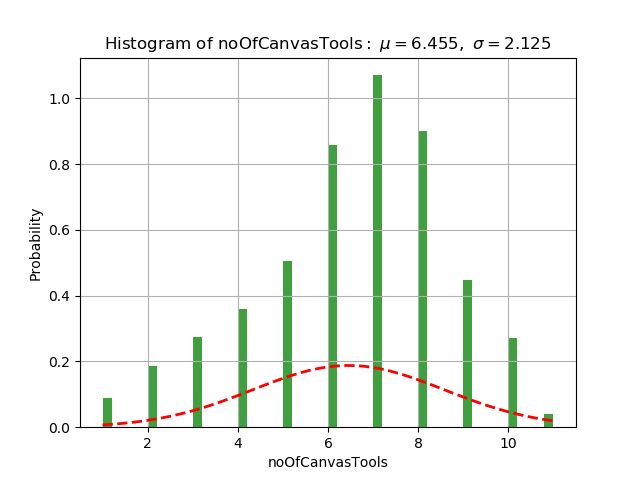 Histogram of noOfCanvasTools : μ = 6.455, σ = 2.125
1.0
0.8
0.6
0.4
0.2
0.0
Probability
2 4 6 8 10
noOfCanvasTools